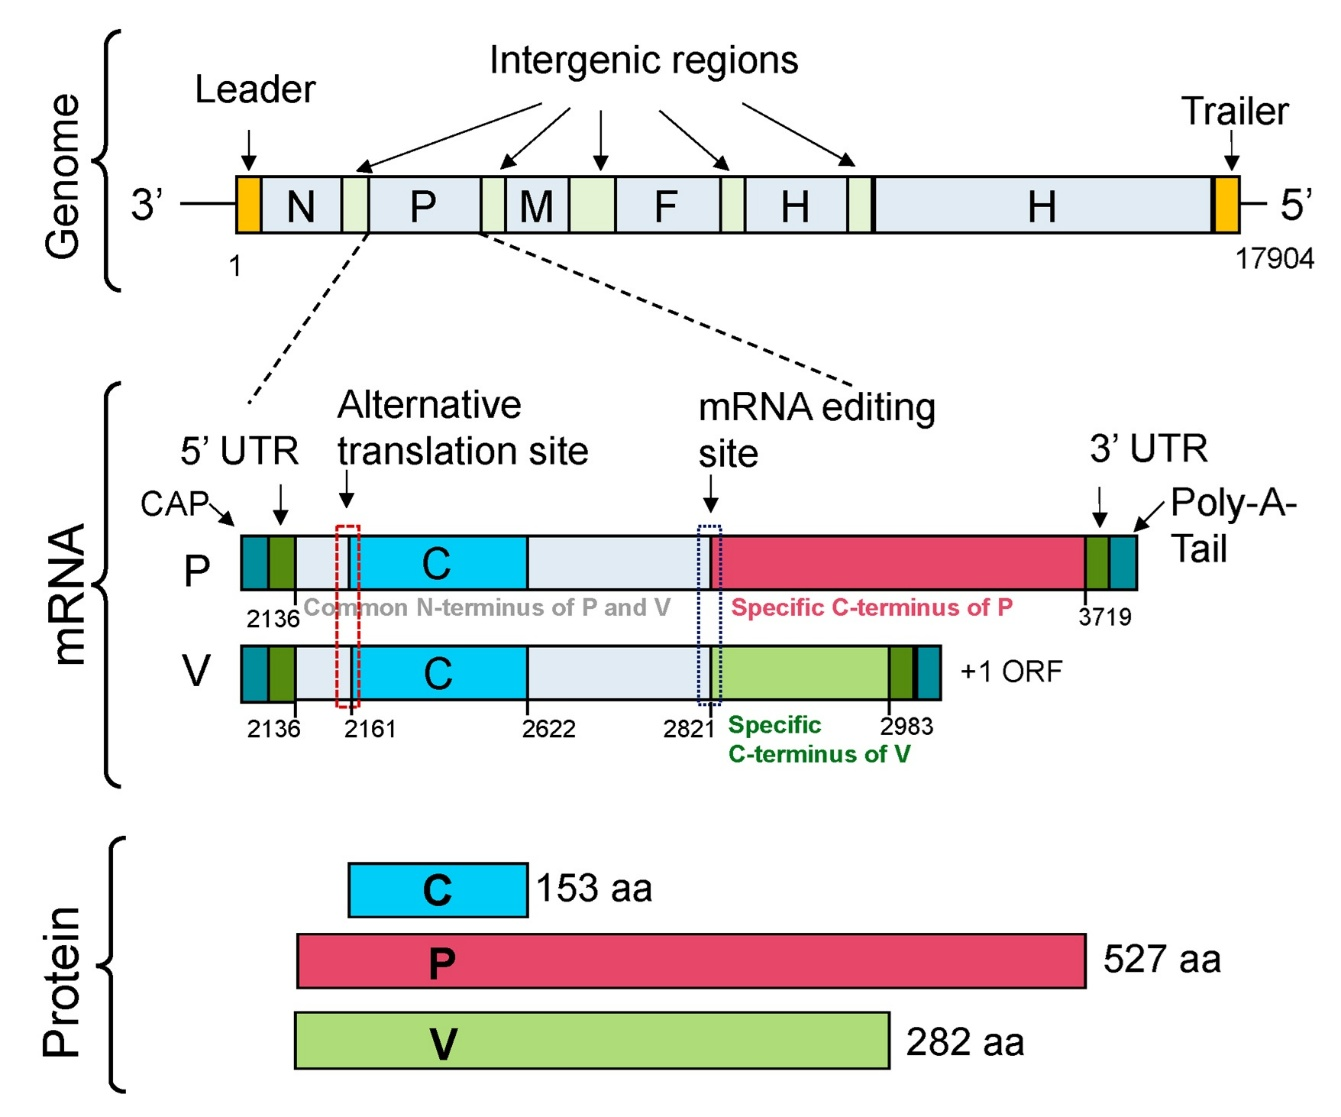 Genome
Leader
Intergenic regions
Trailer
3’
N
P
M
F
H
H
5’
1
17904
mRNA
Alternative
translation site
mRNA editing
site
5’ UTR
3’ UTR
CAP
Poly-A-
Tail
P
C
2136
Common N-terminus of P and V
Specific C-terminus of P
3719
V
C
+1 ORF
2136
2161
2622
2821
Specific
C-terminus of V
2983
Protein
C
153 aa
P
527 aa
V
282 aa